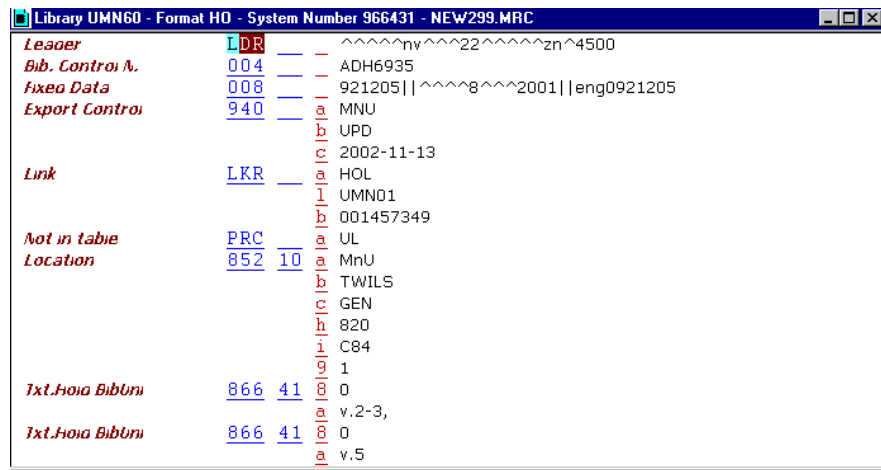 Library UMN60 - Format HO - System Number 966431 - NEW299.MRC
Leader LDR ^^^^^nv^^^22^^^^^zn^4500
Bib. Control N. 004 ADH6935
Fixed Data 008 921205||^^^^8^^^2001||eng0921205
Export Control 940 a MNU
b UPD
c 2002-11-13
Link LKR a HOL
l UMN01
b 001457349
Not in table PRC a UL
Location 852 10 a MnU
b TWILS
c GEN
h 820
i C84
9 1
Txt.Hold BibUni 866 41 8 0
a v.2-3,
Txt.Hold BibUni 866 41 8 0
a v.5